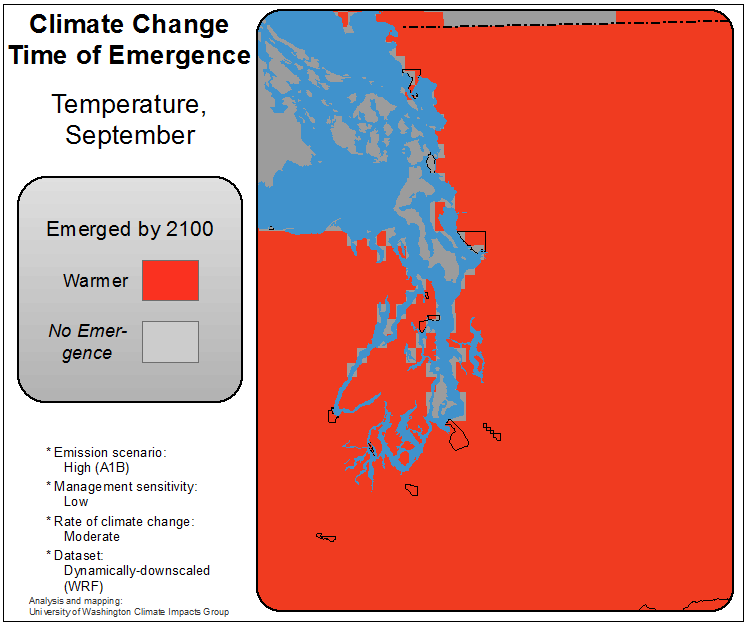 Climate Change
Time of Emergence
Temperature,
September
Emerged by 2100
Warmer
No Emer-
gence
* Emission scenario:
High (A1B)
* Management sensitivity:
Low
* Rate of climate change:
Moderate
* Dataset:
Dynamically-downscaled
(WRF)
Analysis and mapping:
University of Washington Climate Impacts Group